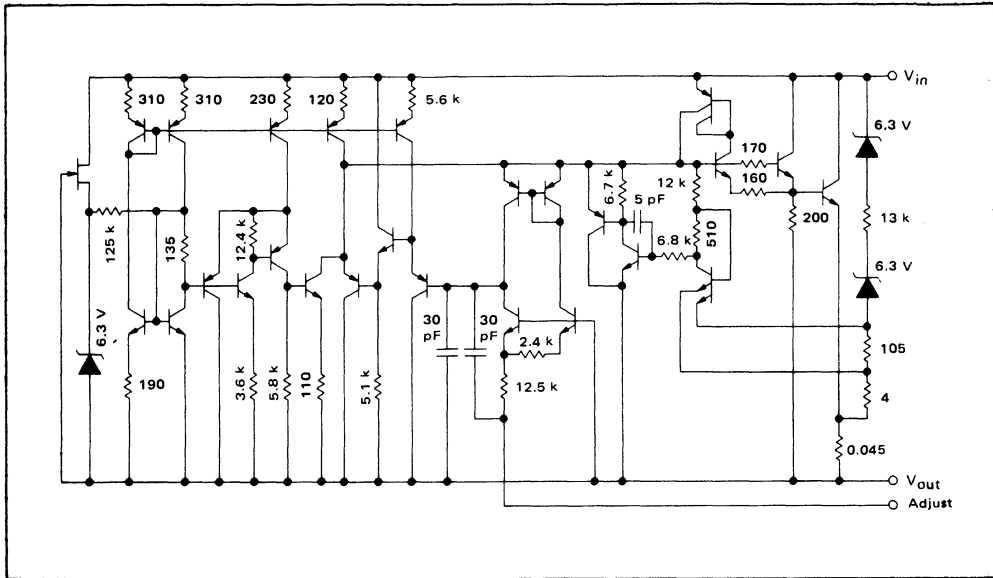 310
310
230
120
5.6 k
V_in
6.3 V
170
160
12 k
6.7 k
5 pF
510
200
13 k
125 k
135
12.4 k
6.8 k
6.3 V
6.3 V
30 pF
30 pF
2.4 k
105
190
3.6 k
5.8 k
110
5.1 k
12.5 k
4
0.045
V_out
Adjust